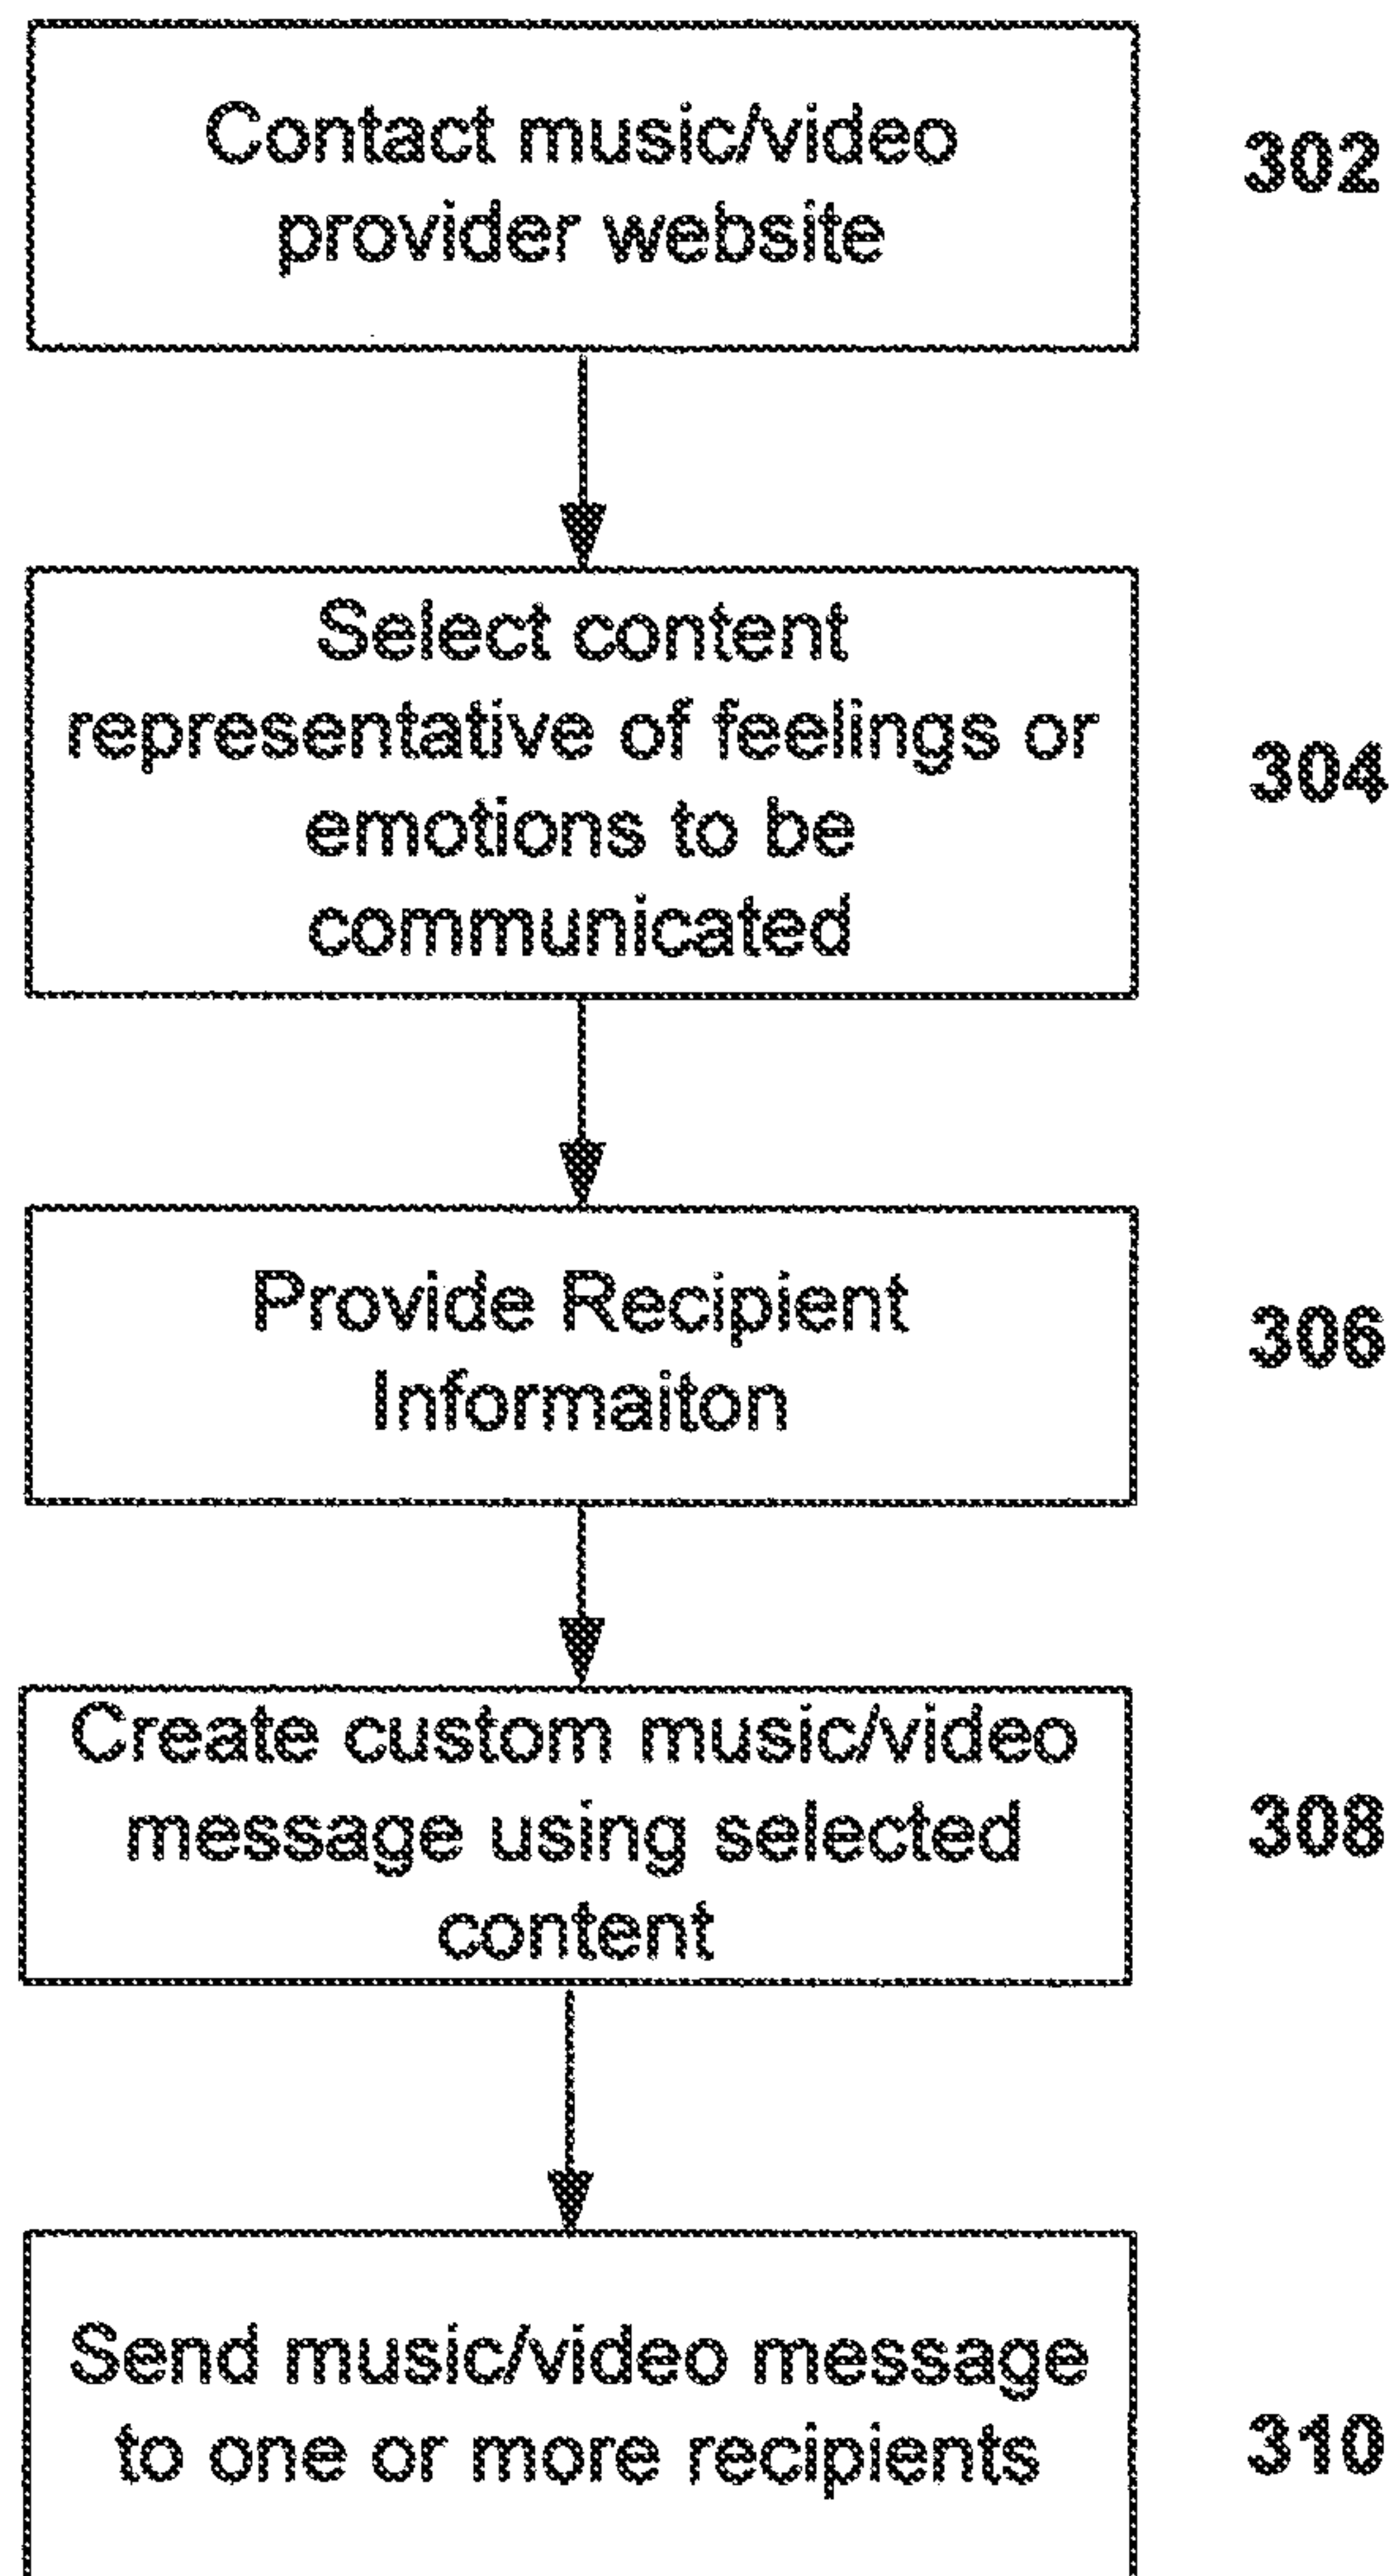 Contact music/video
provider website
302
Select content
representative of feelings or
emotions to be
communicated
304
Provide Recipient
Informaiton
306
Create custom music/video
message using selected
content
308
Send music/video message
to one or more recipients
310